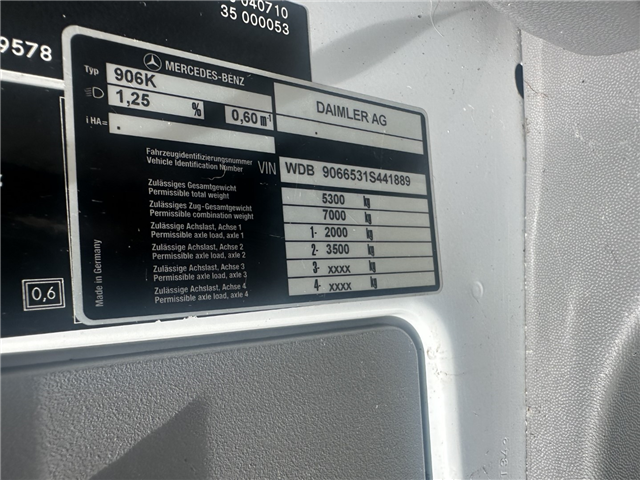 040710
35 000053
9578
MERCEDES-BENZ
Typ 906K
1,25 % 0,60 m⁻¹
DAIMLER AG
iHA= .
Fahrzeugidentifizierungsnummer
Vehicle Identification Number
VIN WDB 9066531S441889
Zulässiges Gesamtgewicht
Permissible total weight
5300 kg
Zulässiges Zug-Gesamtgewicht
Permissible combination weight
7000 kg
Zulässige Achslast, Achse 1
Permissible axle load, axle 1
1- 2000 kg
Zulässige Achslast, Achse 2
Permissible axle load, axle 2
2- 3500 kg
Zulässige Achslast, Achse 3
Permissible axle load, axle 3
3- xxxx kg
Zulässige Achslast, Achse 4
Permissible axle load, axle 4
4- xxxx kg
Made in Germany
0,6